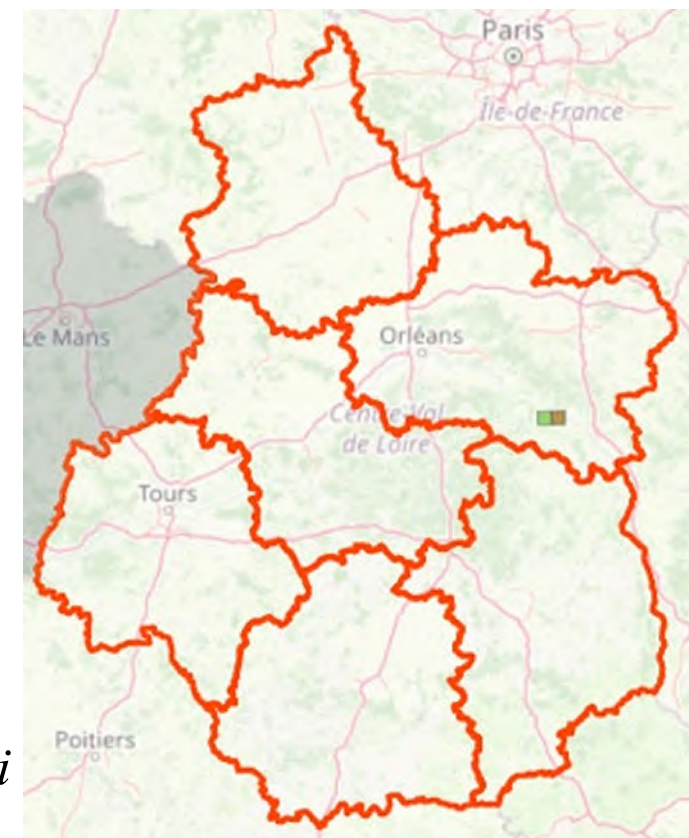 Paris
Île-de-France
Le Mans
Orléans
Centre-Val
de Loire
Tours
Poitiers
i